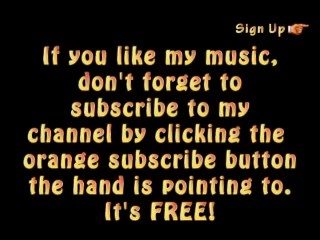 Sign Up
If you like my music,
don't forget to
subscribe to my
channel by clicking the
orange subscribe button
the hand is pointing to.
It's FREE!